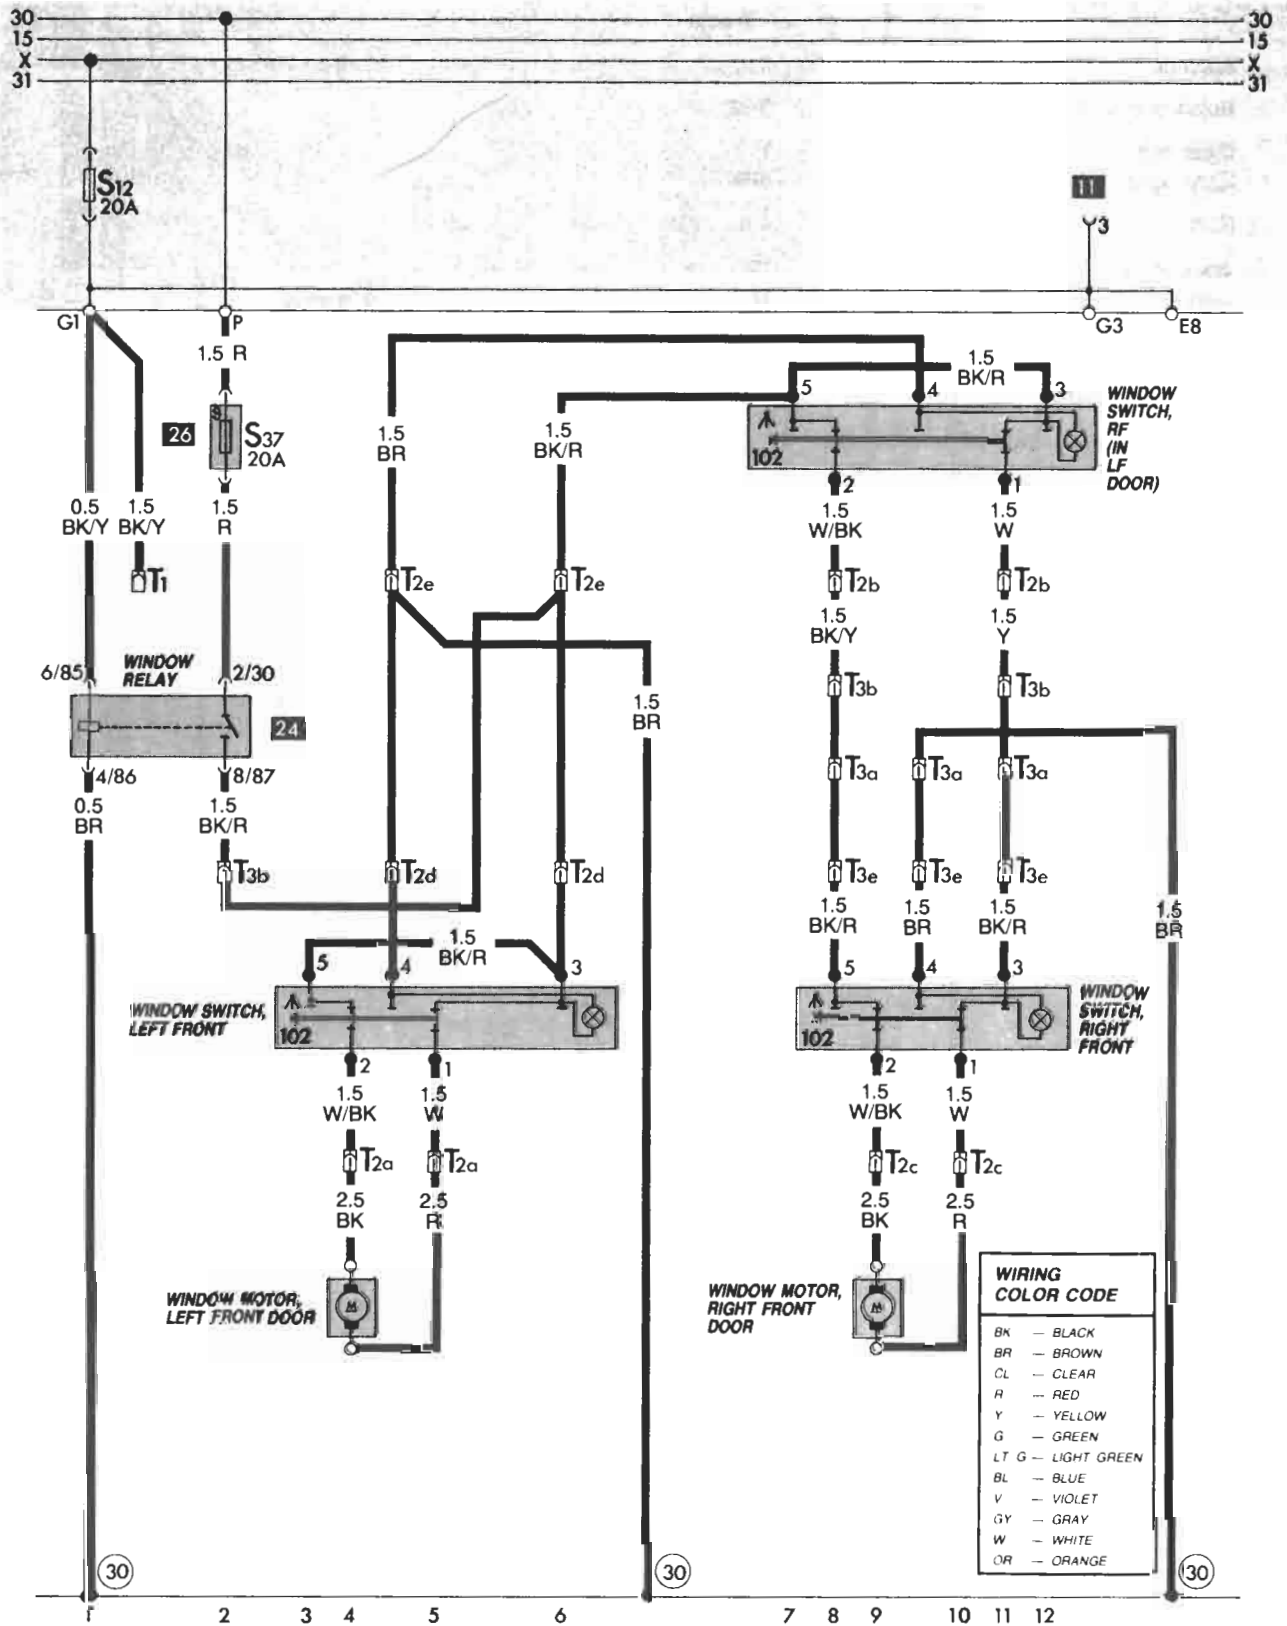 30 30
15 15
X X
31 31
S12
20A
11
3
G1
P
G3
E8
1.5 R
26
S37
20A
1.5
BR
1.5
BK/R
5
4
1.5
BK/R
3
102
WINDOW
SWITCH,
RF
(IN
LF
DOOR)
2
1
0.5
BK/Y
1.5
BK/Y
1.5
R
1.5
W/BK
1.5
W
T1
T2e
T2e
T2b
T2b
1.5
BK/Y
1.5
Y
6/85
WINDOW
RELAY
2/30
T3b
T3b
1.5
BR
24
4/86
8/87
T3a
T3a
T3a
0.5
BR
1.5
BK/R
T3b
T2d
T2d
T3e
T3e
T3e
1.5
BK/R
1.5
BR
1.5
BK/R
1.5
BR
1.5
BK/R
5
4
3
5
4
3
WINDOW SWITCH,
LEFT FRONT
102
102
WINDOW
SWITCH,
RIGHT
FRONT
2
1
2
1
1.5
W/BK
1.5
W
1.5
W/BK
1.5
W
T2a
T2a
T2c
T2c
2.5
BK
2.5
R
2.5
BK
2.5
R
WINDOW MOTOR,
LEFT FRONT DOOR
M
WINDOW MOTOR,
RIGHT FRONT
DOOR
M
WIRING
COLOR CODE
BK — BLACK
BR — BROWN
CL — CLEAR
R — RED
Y — YELLOW
G — GREEN
LT G — LIGHT GREEN
BL — BLUE
V — VIOLET
GY — GRAY
W — WHITE
OR — ORANGE
30
30
30
1 2 3 4 5 6 7 8 9 10 11 12